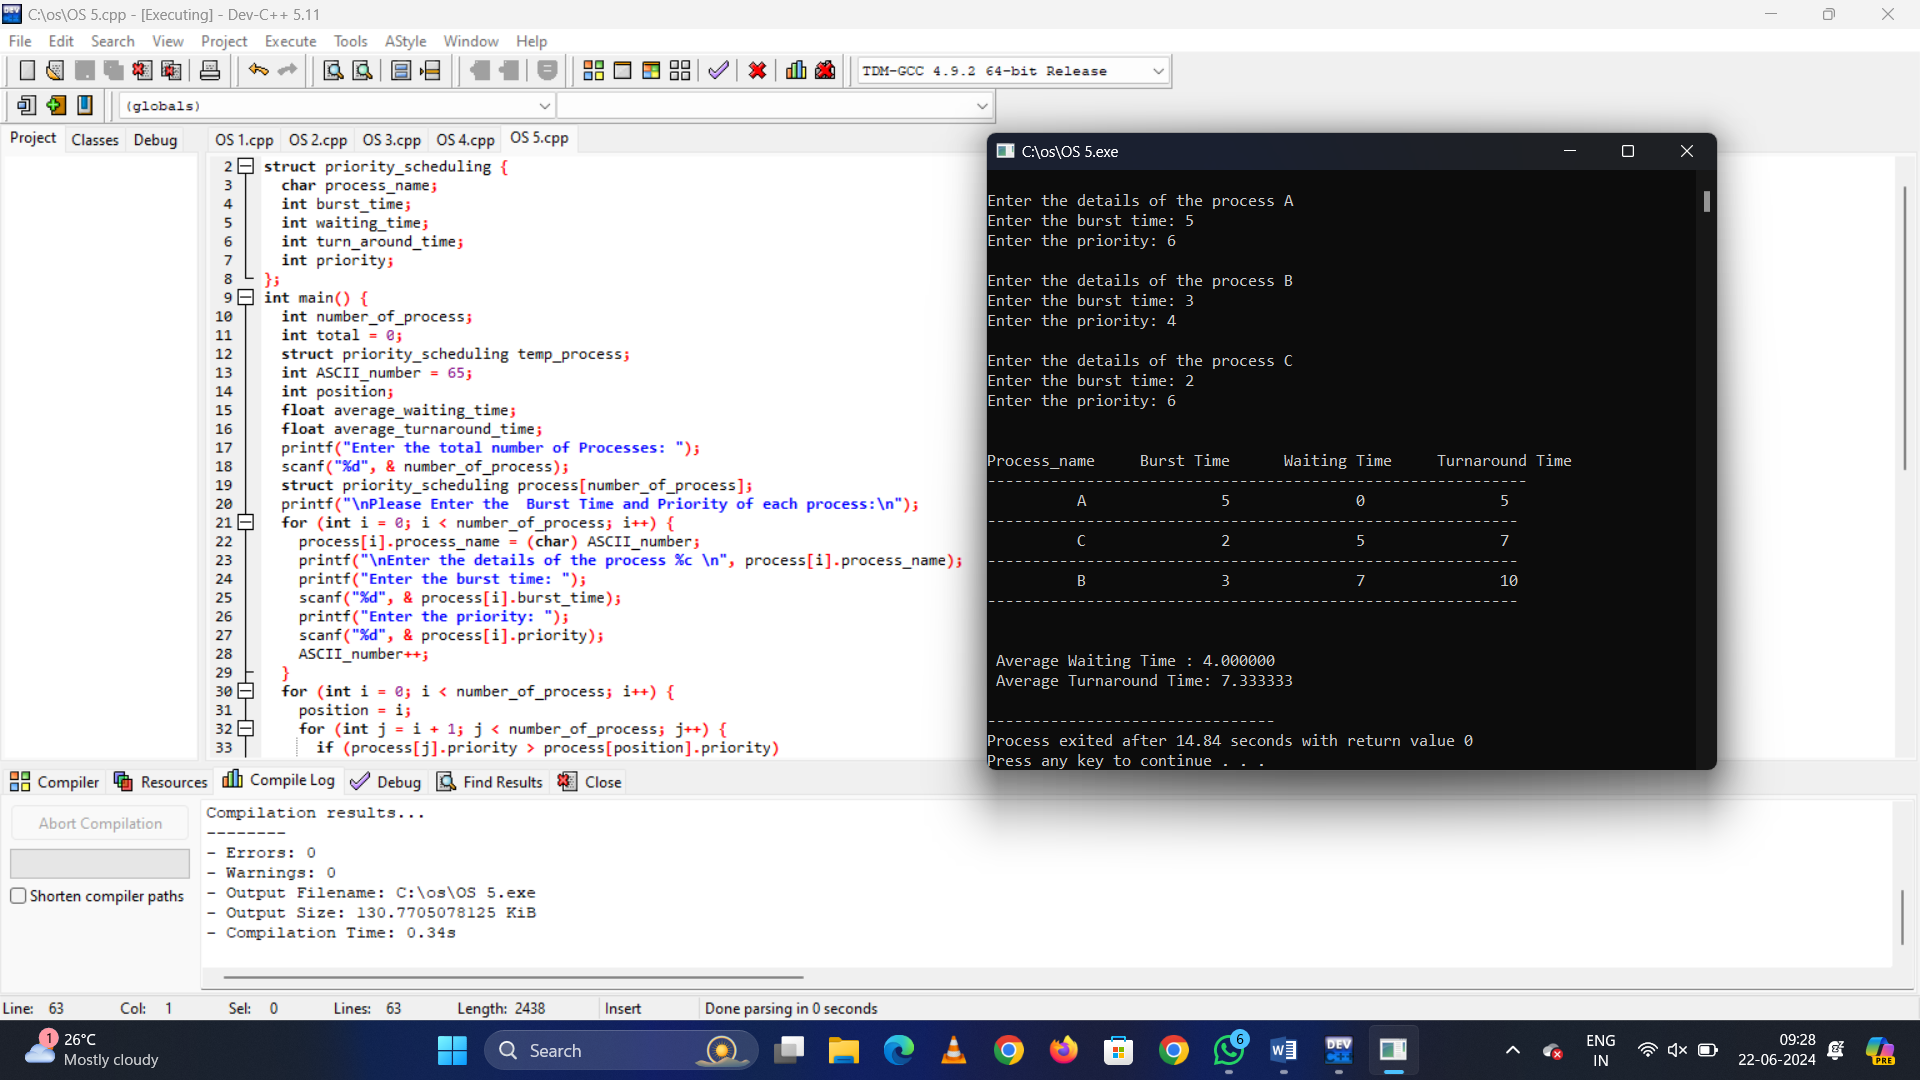 C:\os\OS 5.cpp - [Executing] - Dev-C++ 5.11
File Edit Search View Project Execute Tools AStyle Window Help
TDM-GCC 4.9.2 64-bit Release
(globals)
Project Classes Debug
OS 1.cpp OS 2.cpp OS 3.cpp OS 4.cpp OS 5.cpp
2 struct priority_scheduling {
3 char process_name;
4 int burst_time;
5 int waiting_time;
6 int turn_around_time;
7 int priority;
8 };
9 int main() {
10 int number_of_process;
11 int total = 0;
12 struct priority_scheduling temp_process;
13 int ASCII_number = 65;
14 int position;
15 float average_waiting_time;
16 float average_turnaround_time;
17 printf("Enter the total number of Processes: ");
18 scanf("%d", & number_of_process);
19 struct priority_scheduling process[number_of_process];
20 printf("\nPlease Enter the  Burst Time and Priority of each process:\n");
21 for (int i = 0; i < number_of_process; i++) {
22 process[i].process_name = (char) ASCII_number;
23 printf("\nEnter the details of the process %c \n", process[i].process_name);
24 printf("Enter the burst time: ");
25 scanf("%d", & process[i].burst_time);
26 printf("Enter the priority: ");
27 scanf("%d", & process[i].priority);
28 ASCII_number++;
29 }
30 for (int i = 0; i < number_of_process; i++) {
31 position = i;
32 for (int j = i + 1; j < number_of_process; j++) {
33 if (process[j].priority > process[position].priority)
C:\os\OS 5.exe
Enter the details of the process A
Enter the burst time: 5
Enter the priority: 6
Enter the details of the process B
Enter the burst time: 3
Enter the priority: 4
Enter the details of the process C
Enter the burst time: 2
Enter the priority: 6
Process_name Burst Time Waiting Time Turnaround Time
------------------------------------------------------------
A 5 0 5
-----------------------------------------------------------
C 2 5 7
-----------------------------------------------------------
B 3 7 10
-----------------------------------------------------------
Average Waiting Time : 4.000000
Average Turnaround Time: 7.333333
--------------------------------
Process exited after 14.84 seconds with return value 0
Press any key to continue . . .
Compiler Resources Compile Log Debug Find Results Close
Abort Compilation
Shorten compiler paths
Compilation results...
--------
- Errors: 0
- Warnings: 0
- Output Filename: C:\os\OS 5.exe
- Output Size: 130.7705078125 KiB
- Compilation Time: 0.34s
Line: 63 Col: 1 Sel: 0 Lines: 63 Length: 2438 Insert Done parsing in 0 seconds
1 26°C
Mostly cloudy
Search
6
DEV C++
PRE
ENG
IN
09:28
22-06-2024